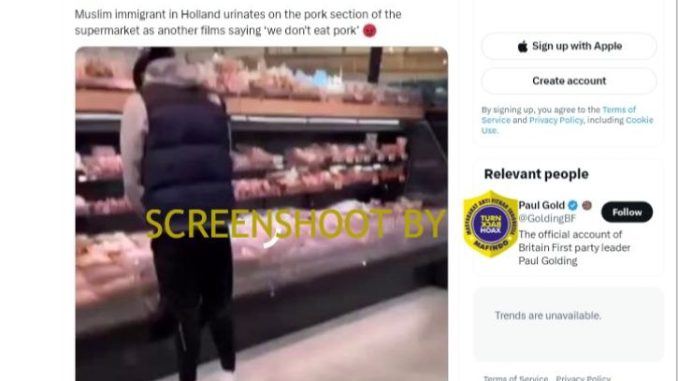 Muslim immigrant in Holland urinates on the pork section of the
supermarket as another films saying ‘we don't eat pork’
SCREENSHOOT BY
Sign up with Apple
Create account
By signing up, you agree to the Terms of
Service and Privacy Policy, including Cookie
Use.
Relevant people
Paul Gold
@GoldingBF
Follow
The official account of
Britain First party leader
Paul Golding
TURN
BACK
HOAX
MAFINDO
Trends are unavailable.
Terms of Service Privacy Policy